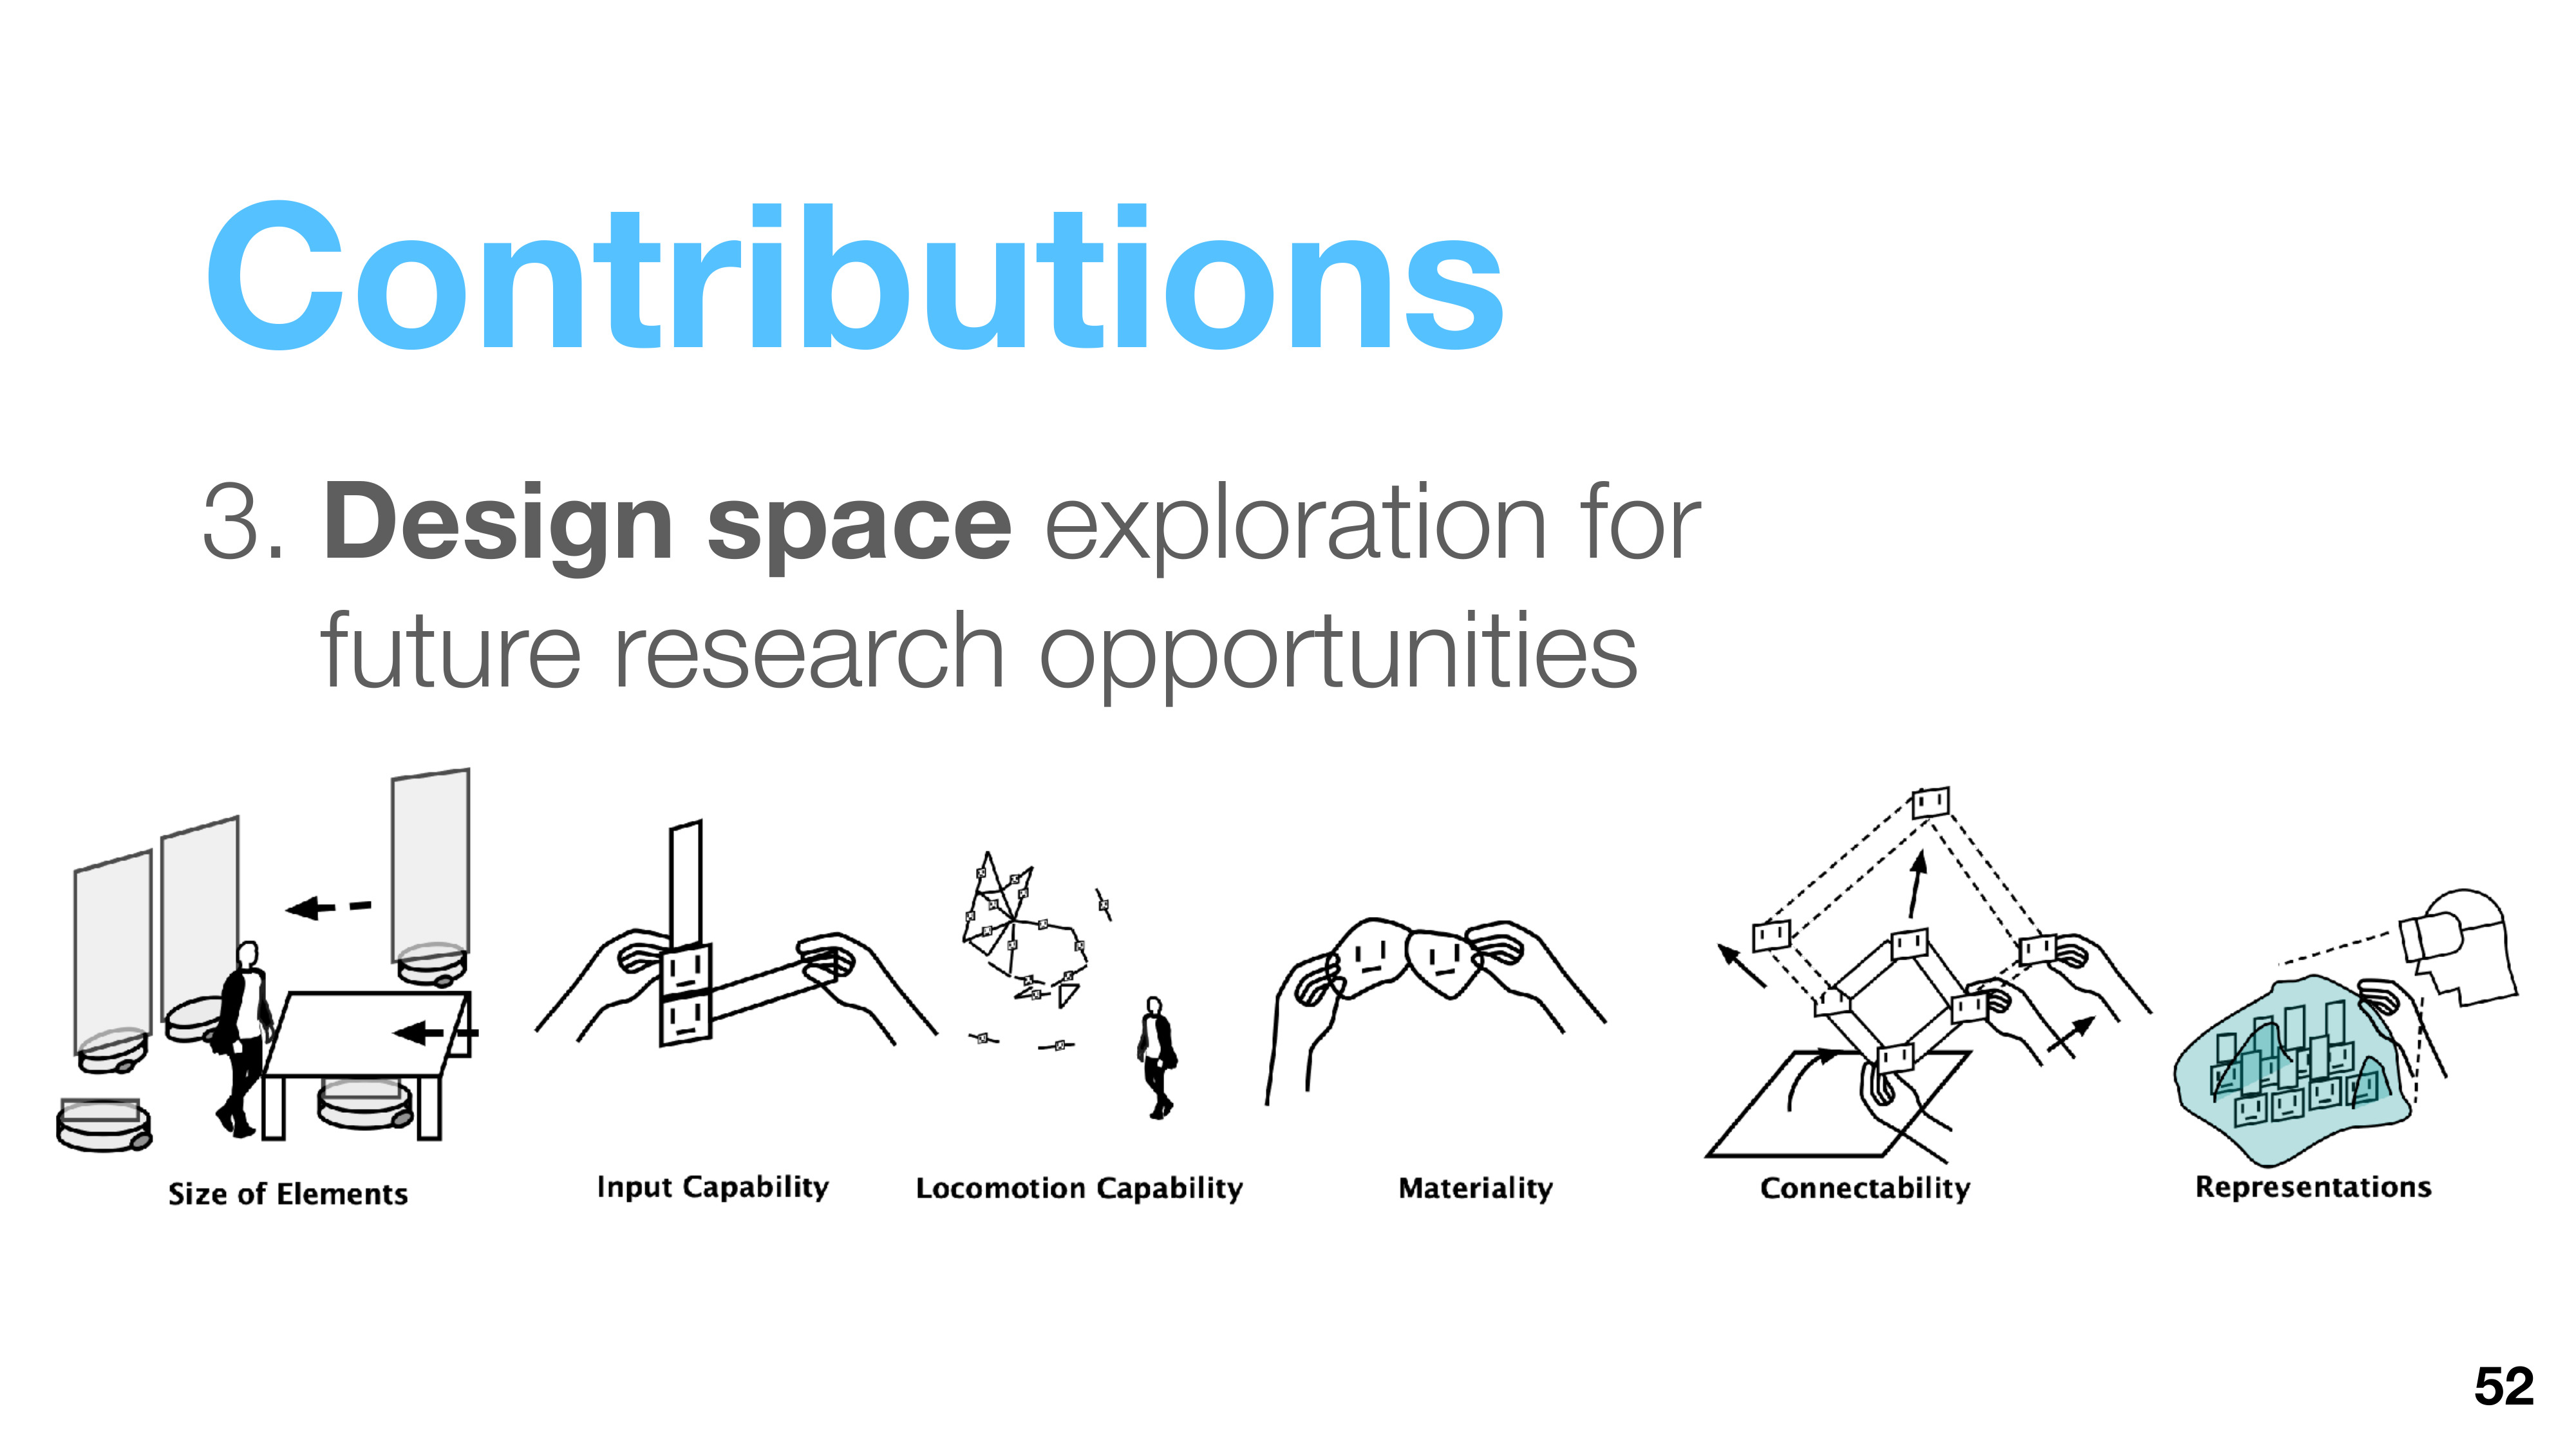 Contributions
3. Design space exploration for
future research opportunities
Size of Elements
Input Capability
Locomotion Capability
Materiality
Connectability
Representations
52